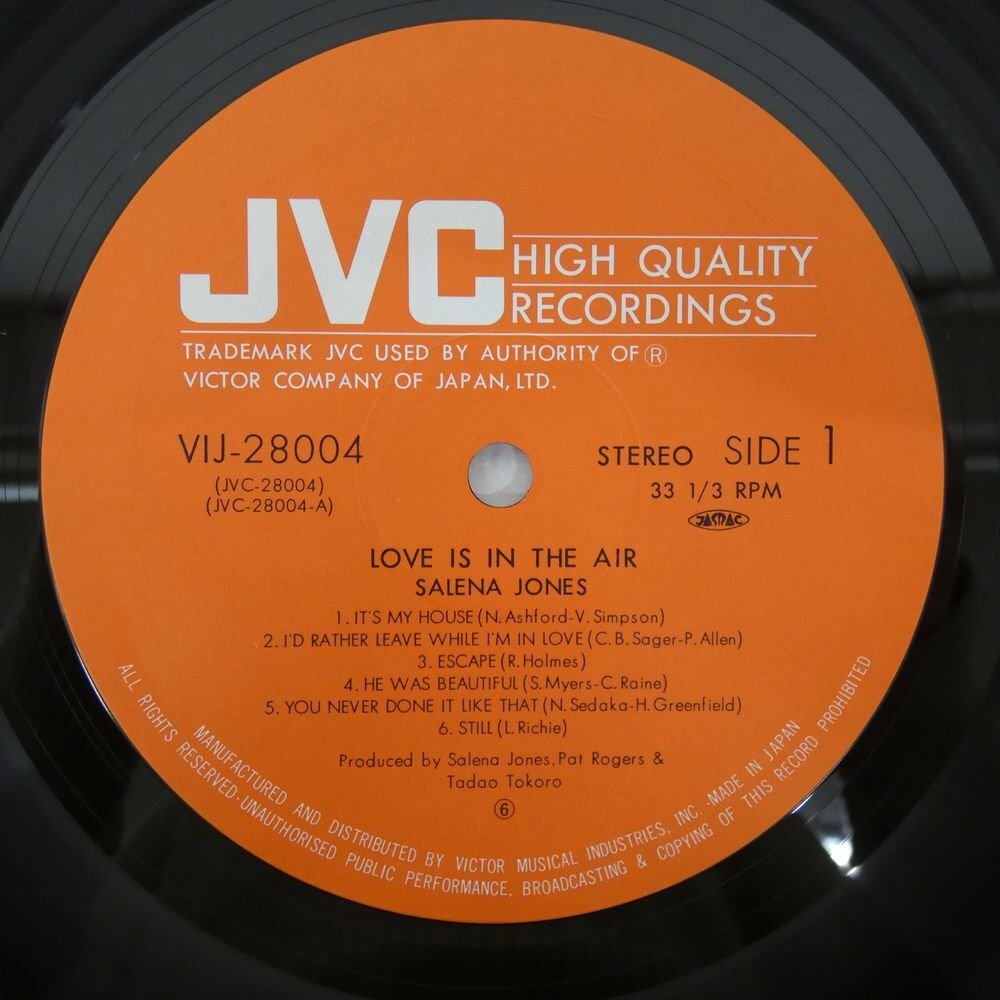 JVC
HIGH QUALITY
RECORDINGS
TRADEMARK JVC USED BY AUTHORITY OF Ⓡ
VICTOR COMPANY OF JAPAN, LTD.
VIJ-28004
(JVC-28004)
(JVC-28004-A)
STEREO SIDE 1
33 1/3 RPM
JASRAC
LOVE IS IN THE AIR
SALENA JONES
1. IT'S MY HOUSE (N. Ashford-V. Simpson)
2. I'D RATHER LEAVE WHILE I'M IN LOVE (C. B. Sager-P. Allen)
3. ESCAPE (R. Holmes)
4. HE WAS BEAUTIFUL (S. Myers-C. Raine)
5. YOU NEVER DONE IT LIKE THAT (N. Sedaka-H. Greenfield)
6. STILL (L. Richie)
Produced by Salena Jones, Pat Rogers &
Tadao Tokoro
⑥
MANUFACTURED AND DISTRIBUTED BY VICTOR MUSICAL INDUSTRIES, INC. · MADE IN JAPAN
ALL RIGHTS RESERVED · UNAUTHORISED PUBLIC PERFORMANCE, BROADCASTING & COPYING OF THIS RECORD PROHIBITED